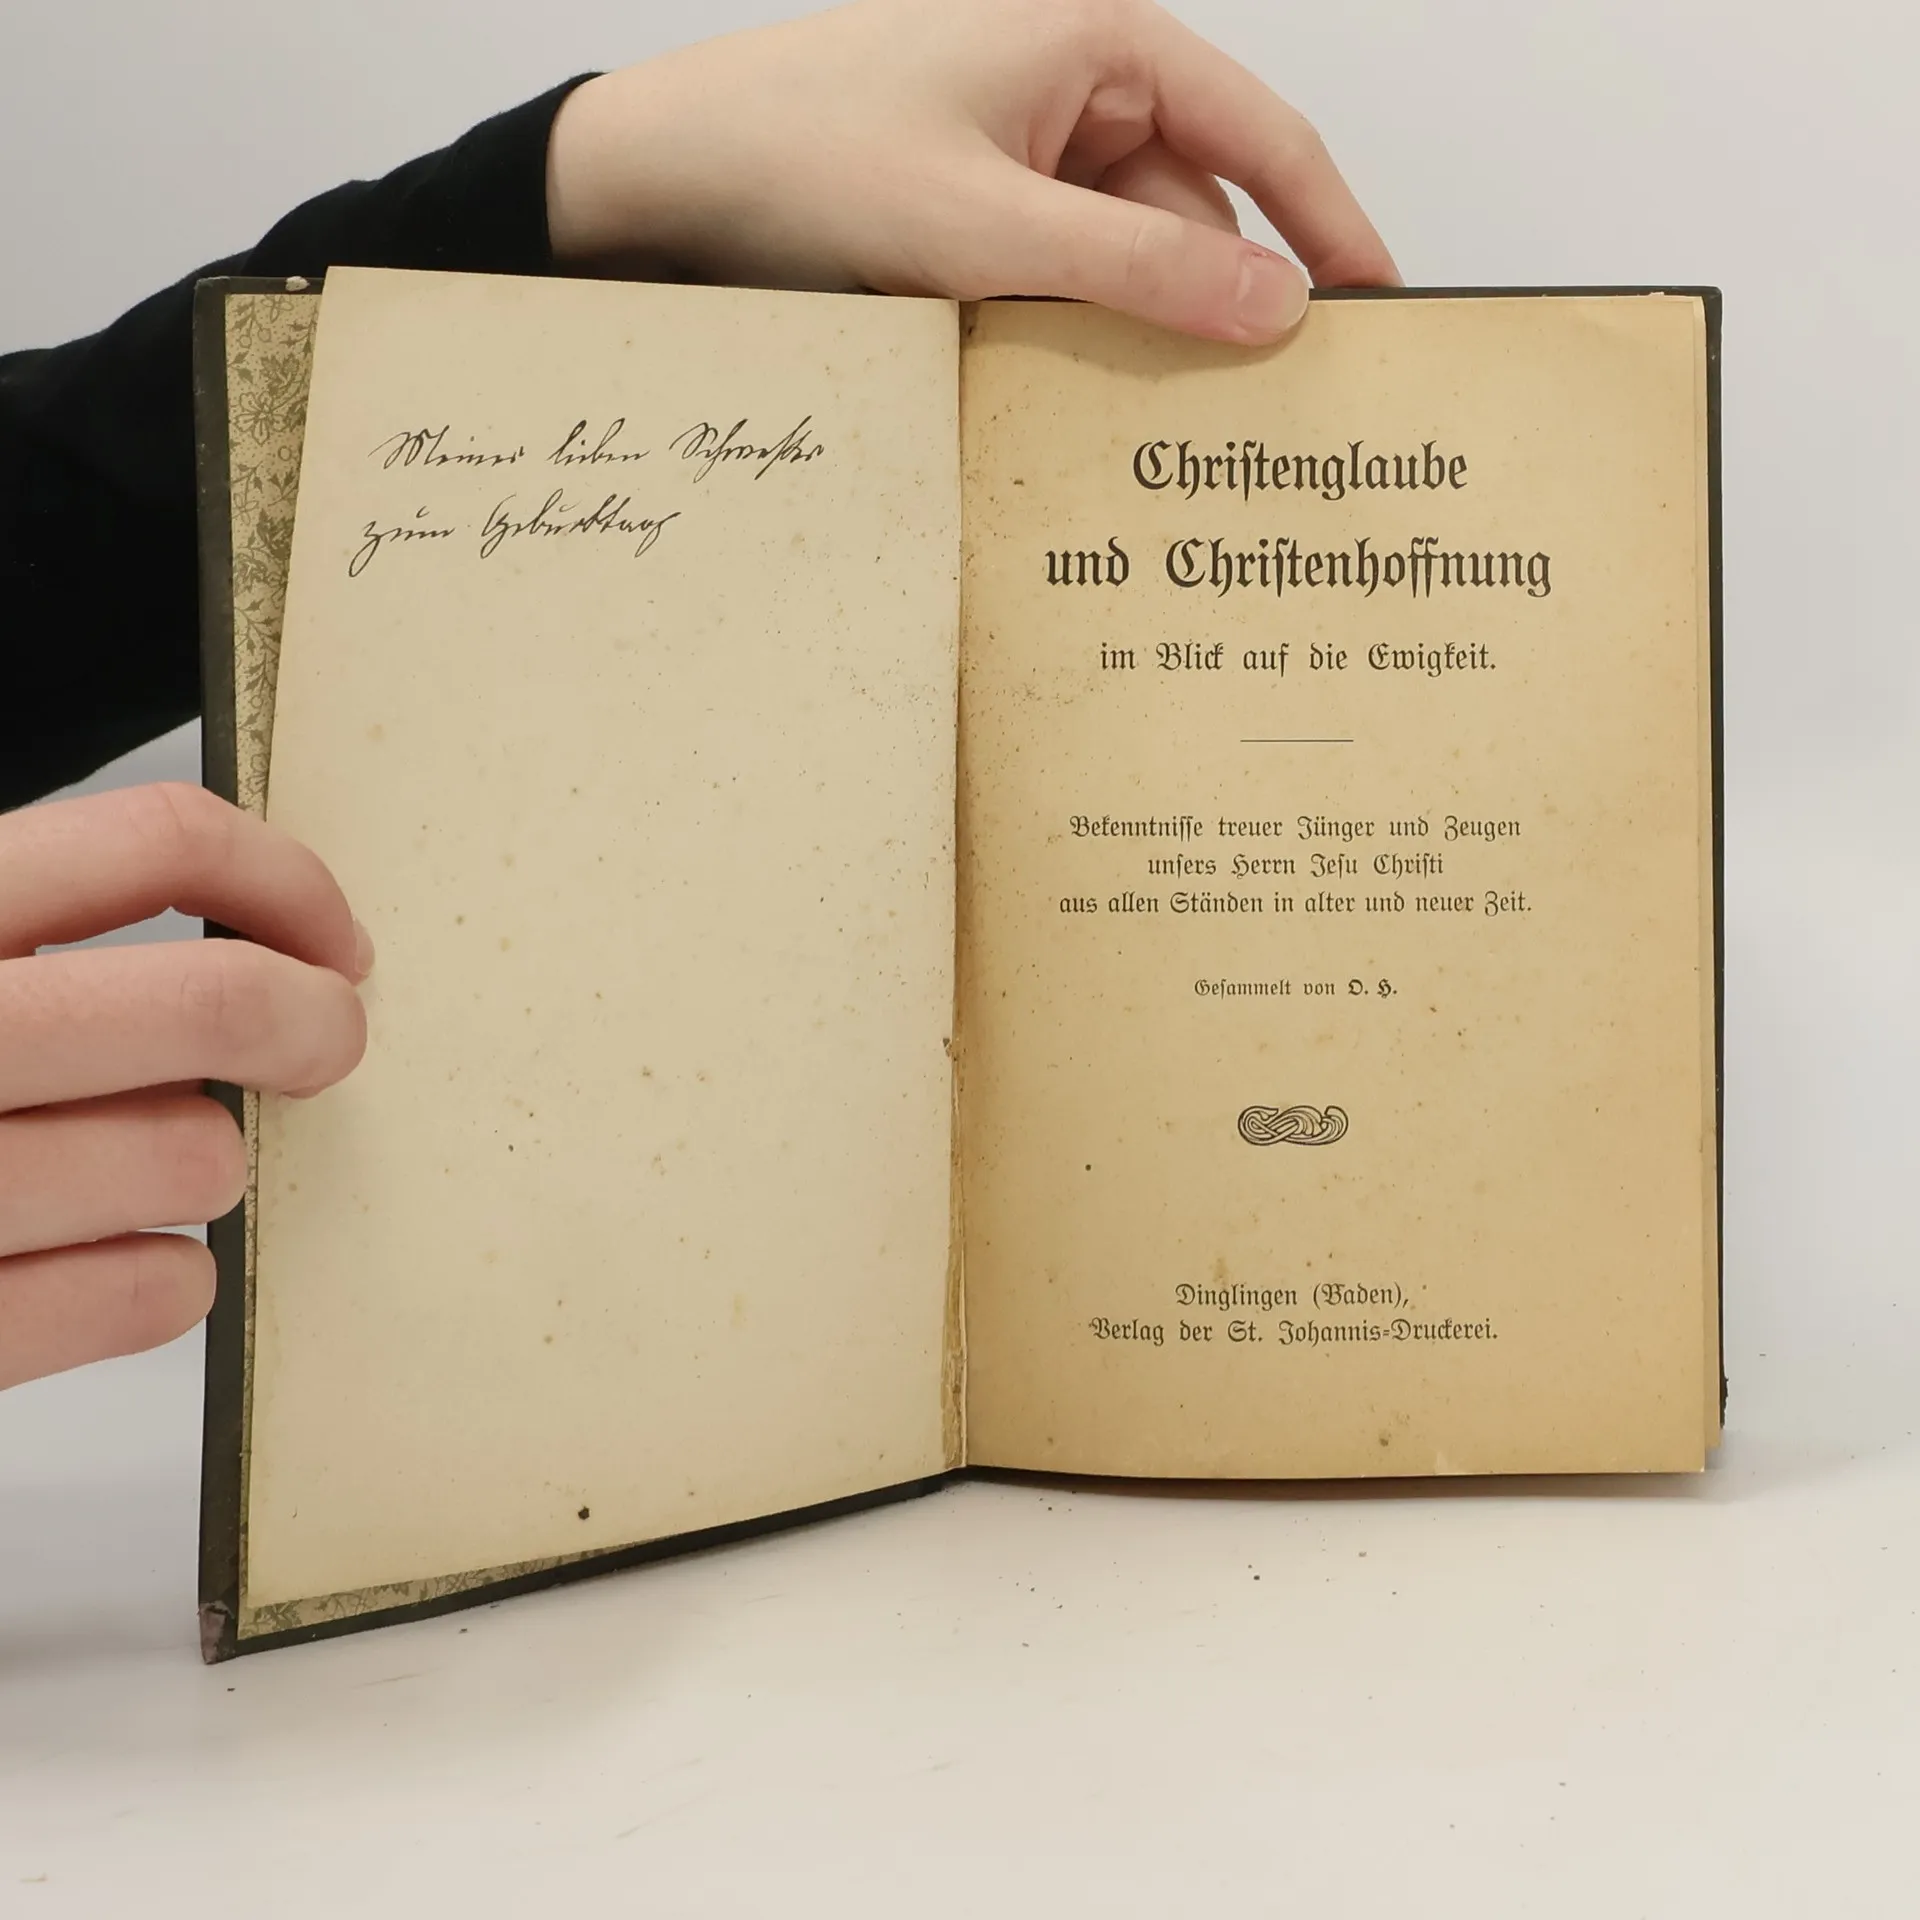 Meiner lieben Schwester
zum Geburtstag
Chriſtenglaube
und Chriſtenhoffnung
im Blick auf die Ewigkeit.
Bekenntniſſe treuer Jünger und Zeugen
unſers Herrn Jeſu Chriſti
aus allen Ständen in alter und neuer Zeit.
Geſammelt von O. H.
Dinglingen (Baden),
Verlag der St. Johannis-Druckerei.